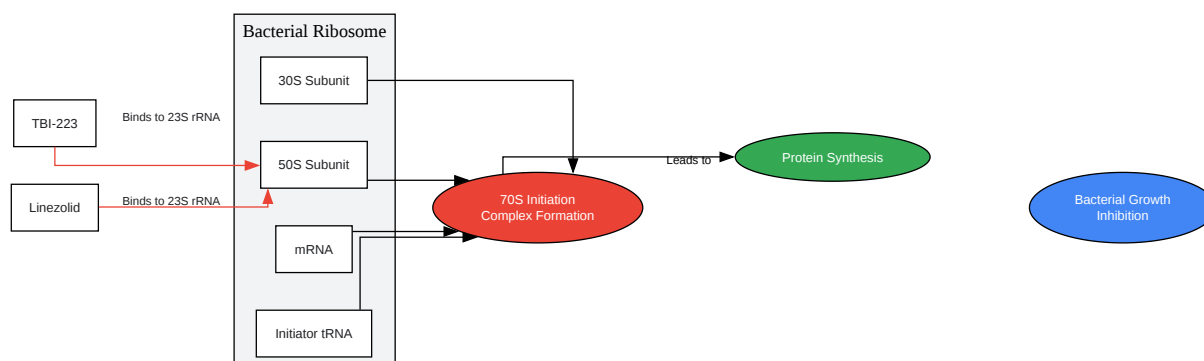 Bacterial Ribosome
30S Subunit
TBI-223
Binds to 23S rRNA
50S Subunit
Leads to
Protein Synthesis
Linezolid
Binds to 23S rRNA
70S Initiation
Complex Formation
Bacterial Growth
Inhibition
mRNA
Initiator tRNA